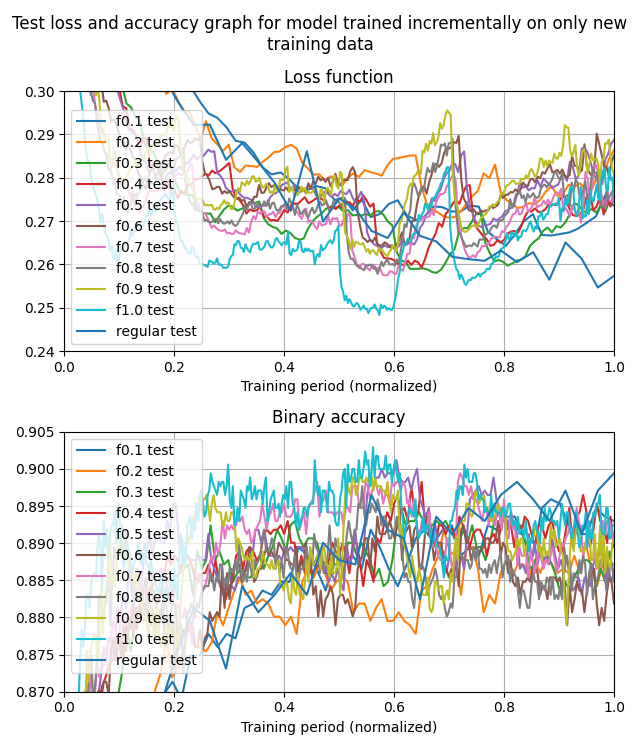 Test loss and accuracy graph for model trained incrementally on only new
training data
Loss function
0.30
0.29
0.28
0.27
0.26
0.25
0.24
f0.1 test
f0.2 test
f0.3 test
f0.4 test
f0.5 test
f0.6 test
f0.7 test
f0.8 test
f0.9 test
f1.0 test
regular test
0.0 0.2 0.4 0.6 0.8 1.0
Training period (normalized)
Binary accuracy
0.905
0.900
0.895
0.890
0.885
0.880
0.875
0.870
f0.1 test
f0.2 test
f0.3 test
f0.4 test
f0.5 test
f0.6 test
f0.7 test
f0.8 test
f0.9 test
f1.0 test
regular test
0.0 0.2 0.4 0.6 0.8 1.0
Training period (normalized)